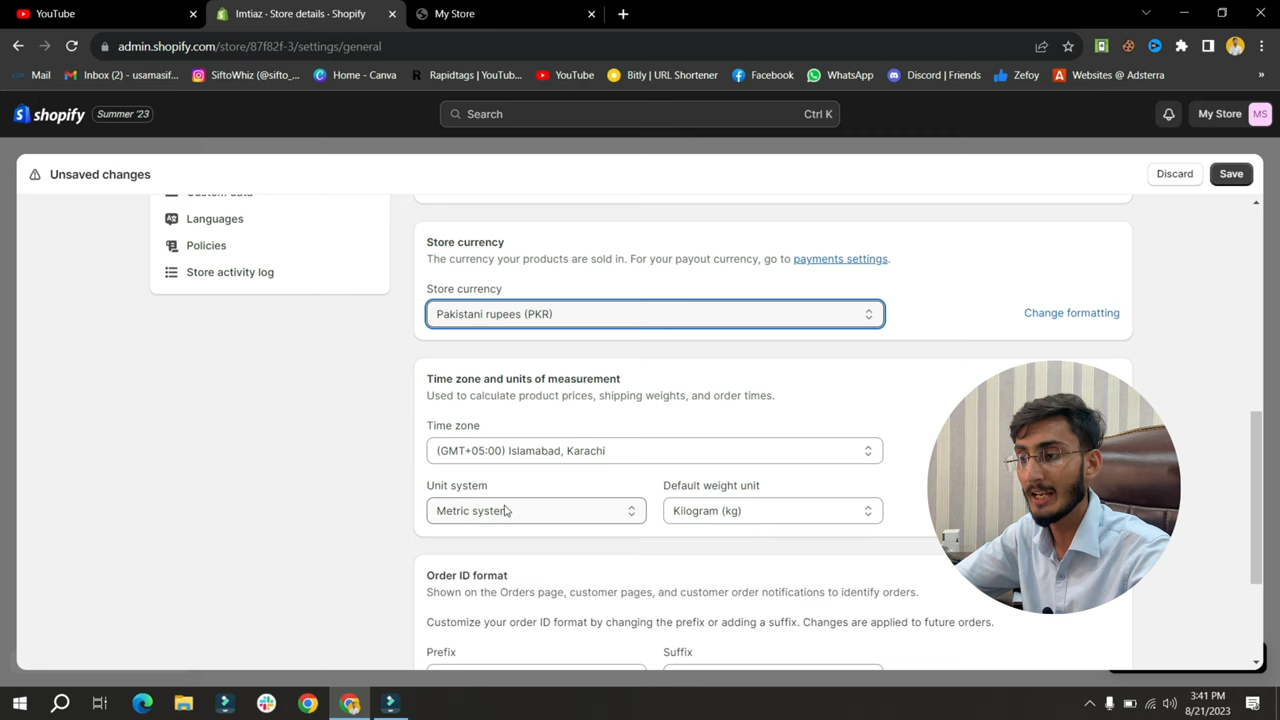 YouTube
Imtiaz - Store details - Shopify
My Store
admin.shopify.com/store/87f82f-3/settings/general
Mail
Inbox (2) - usamasif...
SiftoWhiz (@sifto_...
Home - Canva
Rapidtags | YouTub...
YouTube
Bitly | URL Shortener
Facebook
WhatsApp
Discord | Friends
Zefoy
Websites @ Adsterra
»
shopify
Summer '23
Search
Ctrl K
My Store
MS
Unsaved changes
Discard
Save
Languages
Policies
Store activity log
Store currency
The currency your products are sold in. For your payout currency, go to payments settings.
Store currency
Pakistani rupees (PKR)
Change formatting
Time zone and units of measurement
Used to calculate product prices, shipping weights, and order times.
Time zone
(GMT+05:00) Islamabad, Karachi
Unit system
Default weight unit
Metric system
Kilogram (kg)
Order ID format
Shown on the Orders page, customer pages, and customer order notifications to identify orders.
Customize your order ID format by changing the prefix or adding a suffix. Changes are applied to future orders.
Prefix
Suffix
3:41 PM
8/21/2023